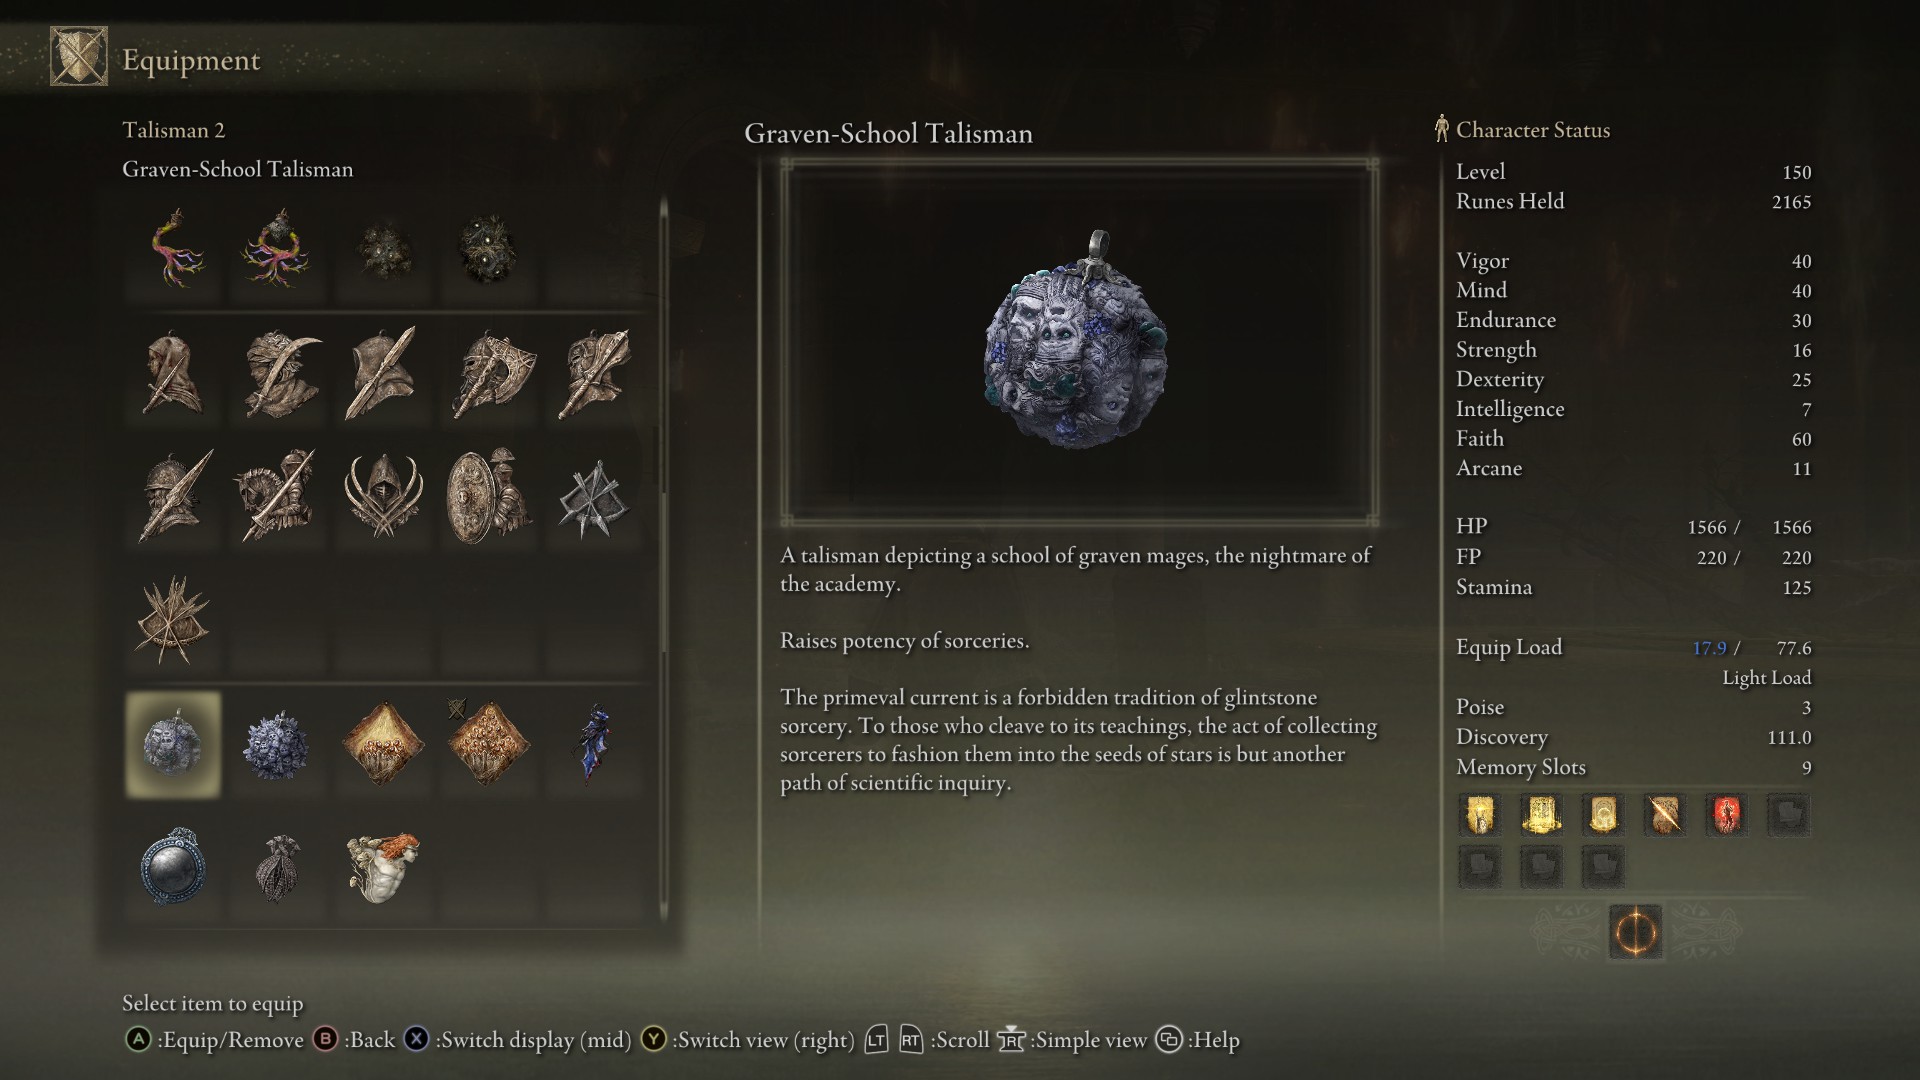 Equipment
Talisman 2
Graven-School Talisman
Graven-School Talisman
A talisman depicting a school of graven mages, the nightmare of
the academy.
Raises potency of sorceries.
The primeval current is a forbidden tradition of glintstone
sorcery. To those who cleave to its teachings, the act of collecting
sorcerers to fashion them into the seeds of stars is but another
path of scientific inquiry.
Character Status
Level 150
Runes Held 2165
Vigor 40
Mind 40
Endurance 30
Strength 16
Dexterity 25
Intelligence 7
Faith 60
Arcane 11
HP 1566 / 1566
FP 220 / 220
Stamina 125
Equip Load 17.9 / 77.6
Light Load
Poise 3
Discovery 111.0
Memory Slots 9
Select item to equip
A :Equip/Remove B :Back X :Switch display (mid) Y :Switch view (right) LT RT :Scroll R :Simple view :Help